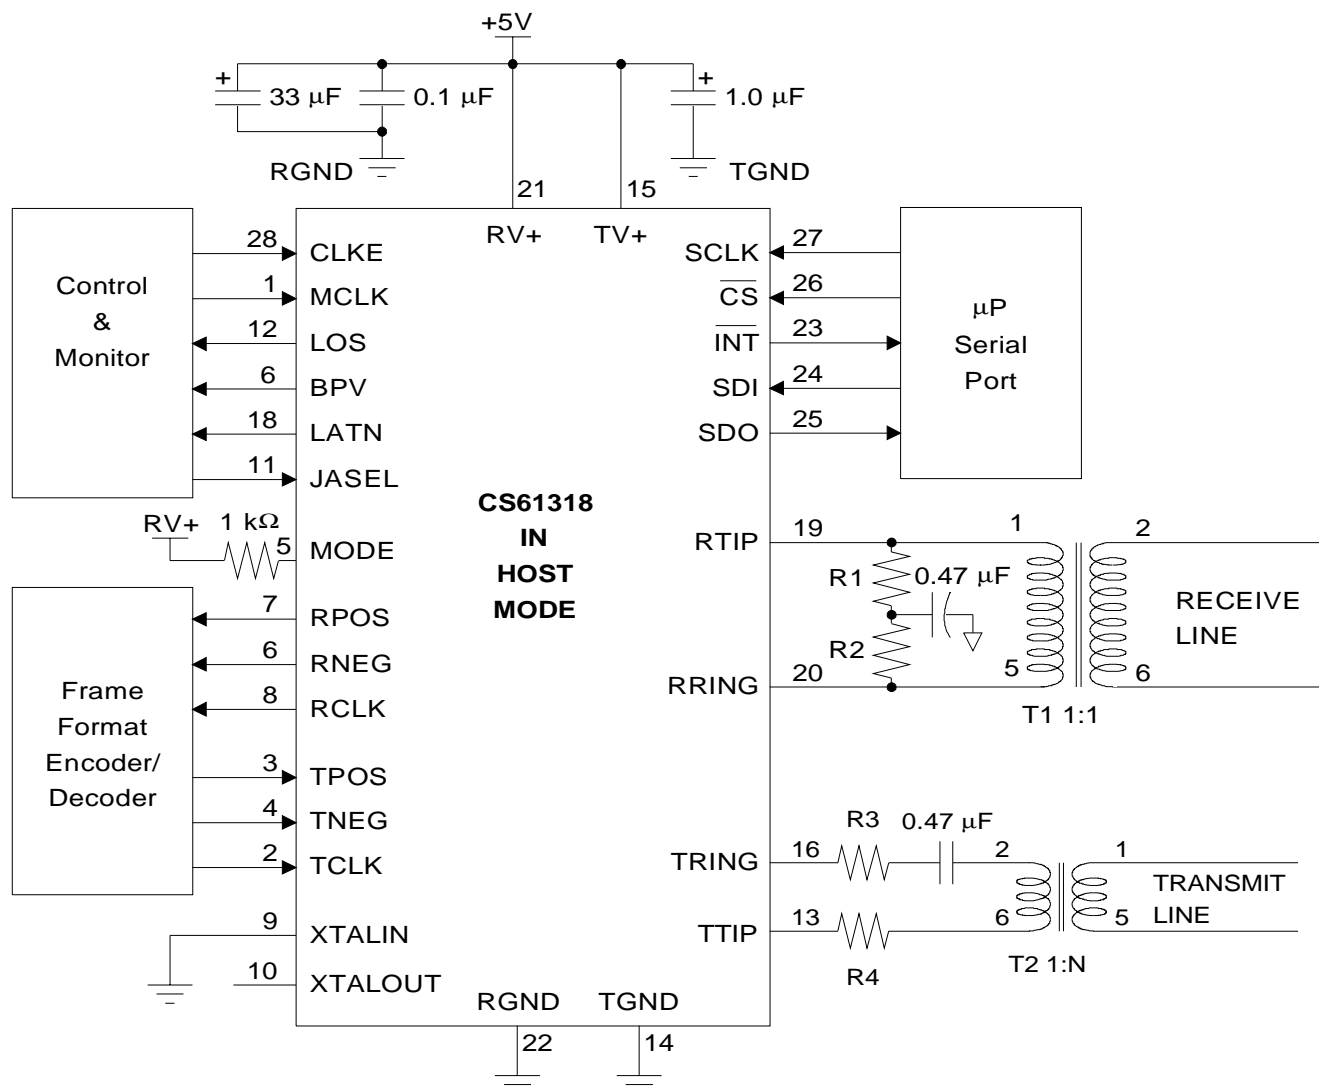 +5V
+ 33 μF
0.1 μF
+ 1.0 μF
RGND
TGND
21
15
RV+
TV+
Control
&
Monitor
28 CLKE
1 MCLK
12 LOS
6 BPV
18 LATN
11 JASEL
RV+ 1 kΩ
5 MODE
Frame
Format
Encoder/
Decoder
7 RPOS
6 RNEG
8 RCLK
3 TPOS
4 TNEG
2 TCLK
9 XTALIN
10 XTALOUT
CS61318
IN
HOST
MODE
SCLK 27
CS 26
INT 23
SDI 24
SDO 25
μP
Serial
Port
RTIP 19
R1
0.47 μF
R2
RRING 20
1
2
5
6
T1 1:1
RECEIVE
LINE
TRING 16
R3
0.47 μF
TTIP 13
R4
2
1
6
5
T2 1:N
TRANSMIT
LINE
RGND
TGND
22
14